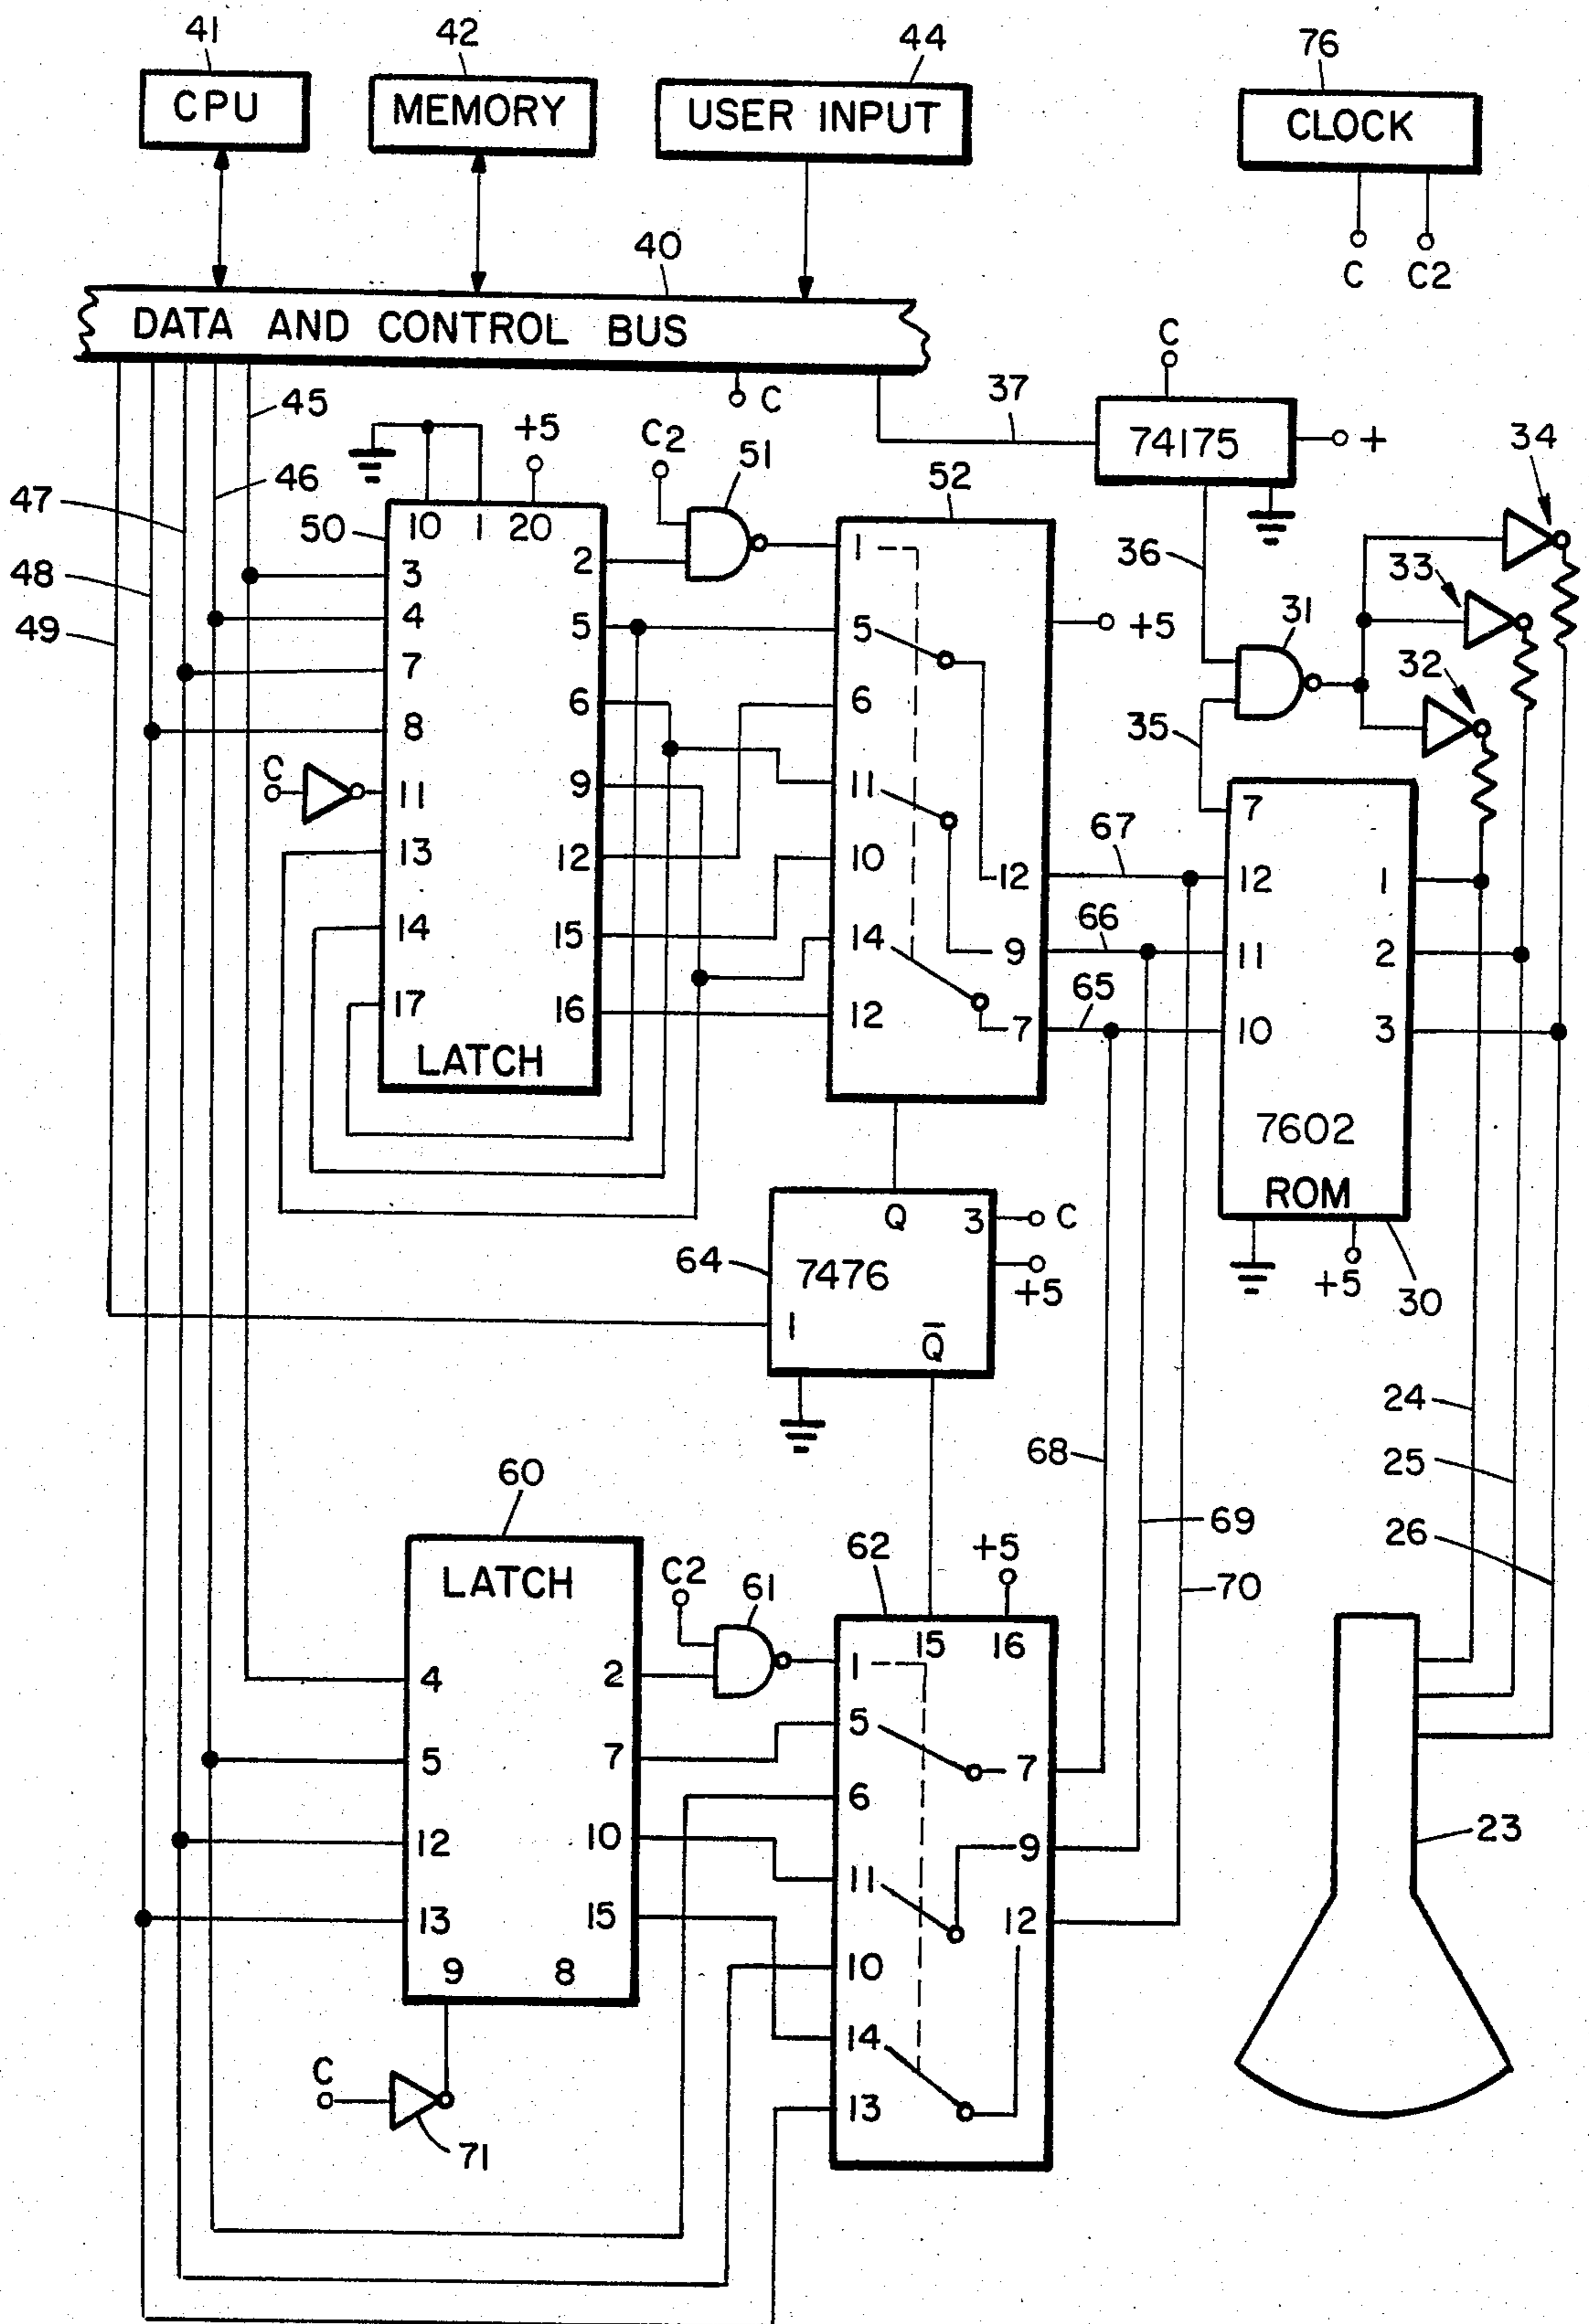 41 42 44 76
CPU MEMORY USER INPUT CLOCK
40
C C2
DATA AND CONTROL BUS
C
45 C 37 74175 +
+5 C2 51 34
46 52
47 50 10 1 20 1
2 36 33
48 3
49 4 5 5 +5 31
7 6 6 32
8 35
C 11 9 11 7
13 12 10 12 67 12 1
14 15 14 9 66 11 2
17 16 12 7 65 10 3
LATCH
7602
ROM
Q 3 C
64 7476 +5 +5 30
1 Q̄
24
68 25
60
69 26
62 +5
LATCH C2 61 70
15 16
4 2 1
5 7 5 7
6 23
12 10 11 9
13 15 12
9 8 10
14
C 13
71